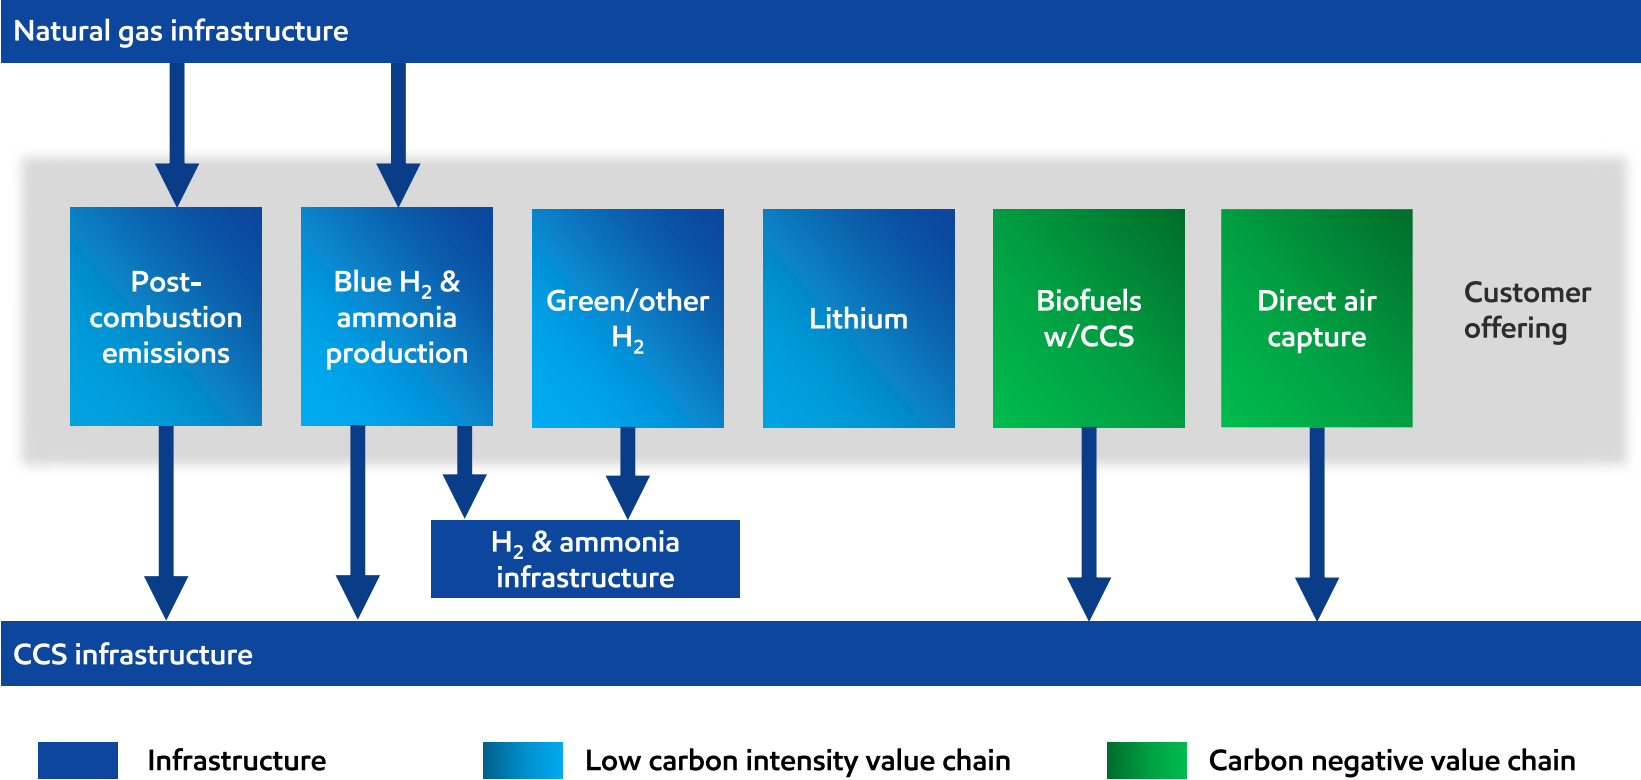 Natural gas infrastructure
Post-
combustion
emissions
Blue H₂ &
ammonia
production
Green/other
H₂
Lithium
Biofuels
w/CCS
Direct air
capture
Customer
offering
H₂ & ammonia
infrastructure
CCS infrastructure
Infrastructure
Low carbon intensity value chain
Carbon negative value chain